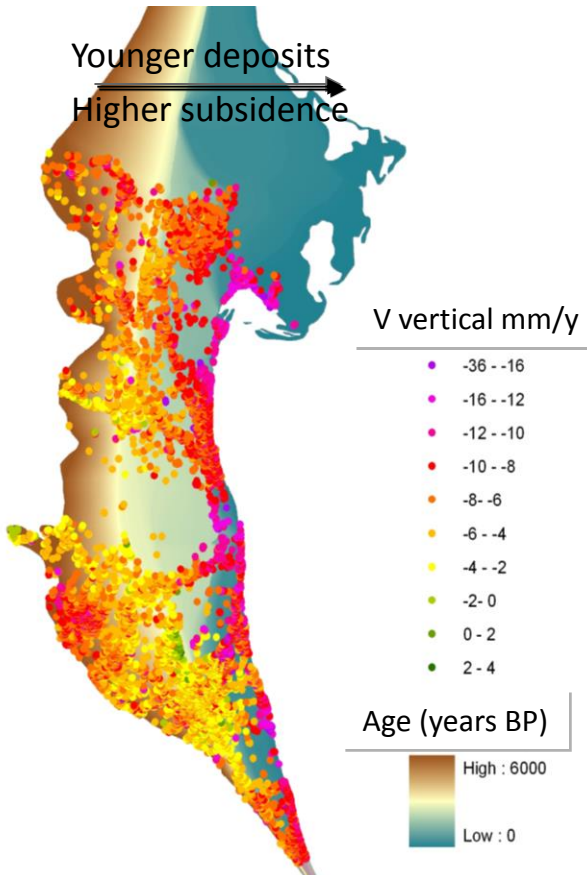 Younger deposits
Higher subsidence
V vertical mm/y
-36 - -16
-16 - -12
-12 - -10
-10 - -8
-8- -6
-6 - -4
-4 - -2
-2- 0
0 - 2
2 - 4
Age (years BP)
High : 6000
Low : 0